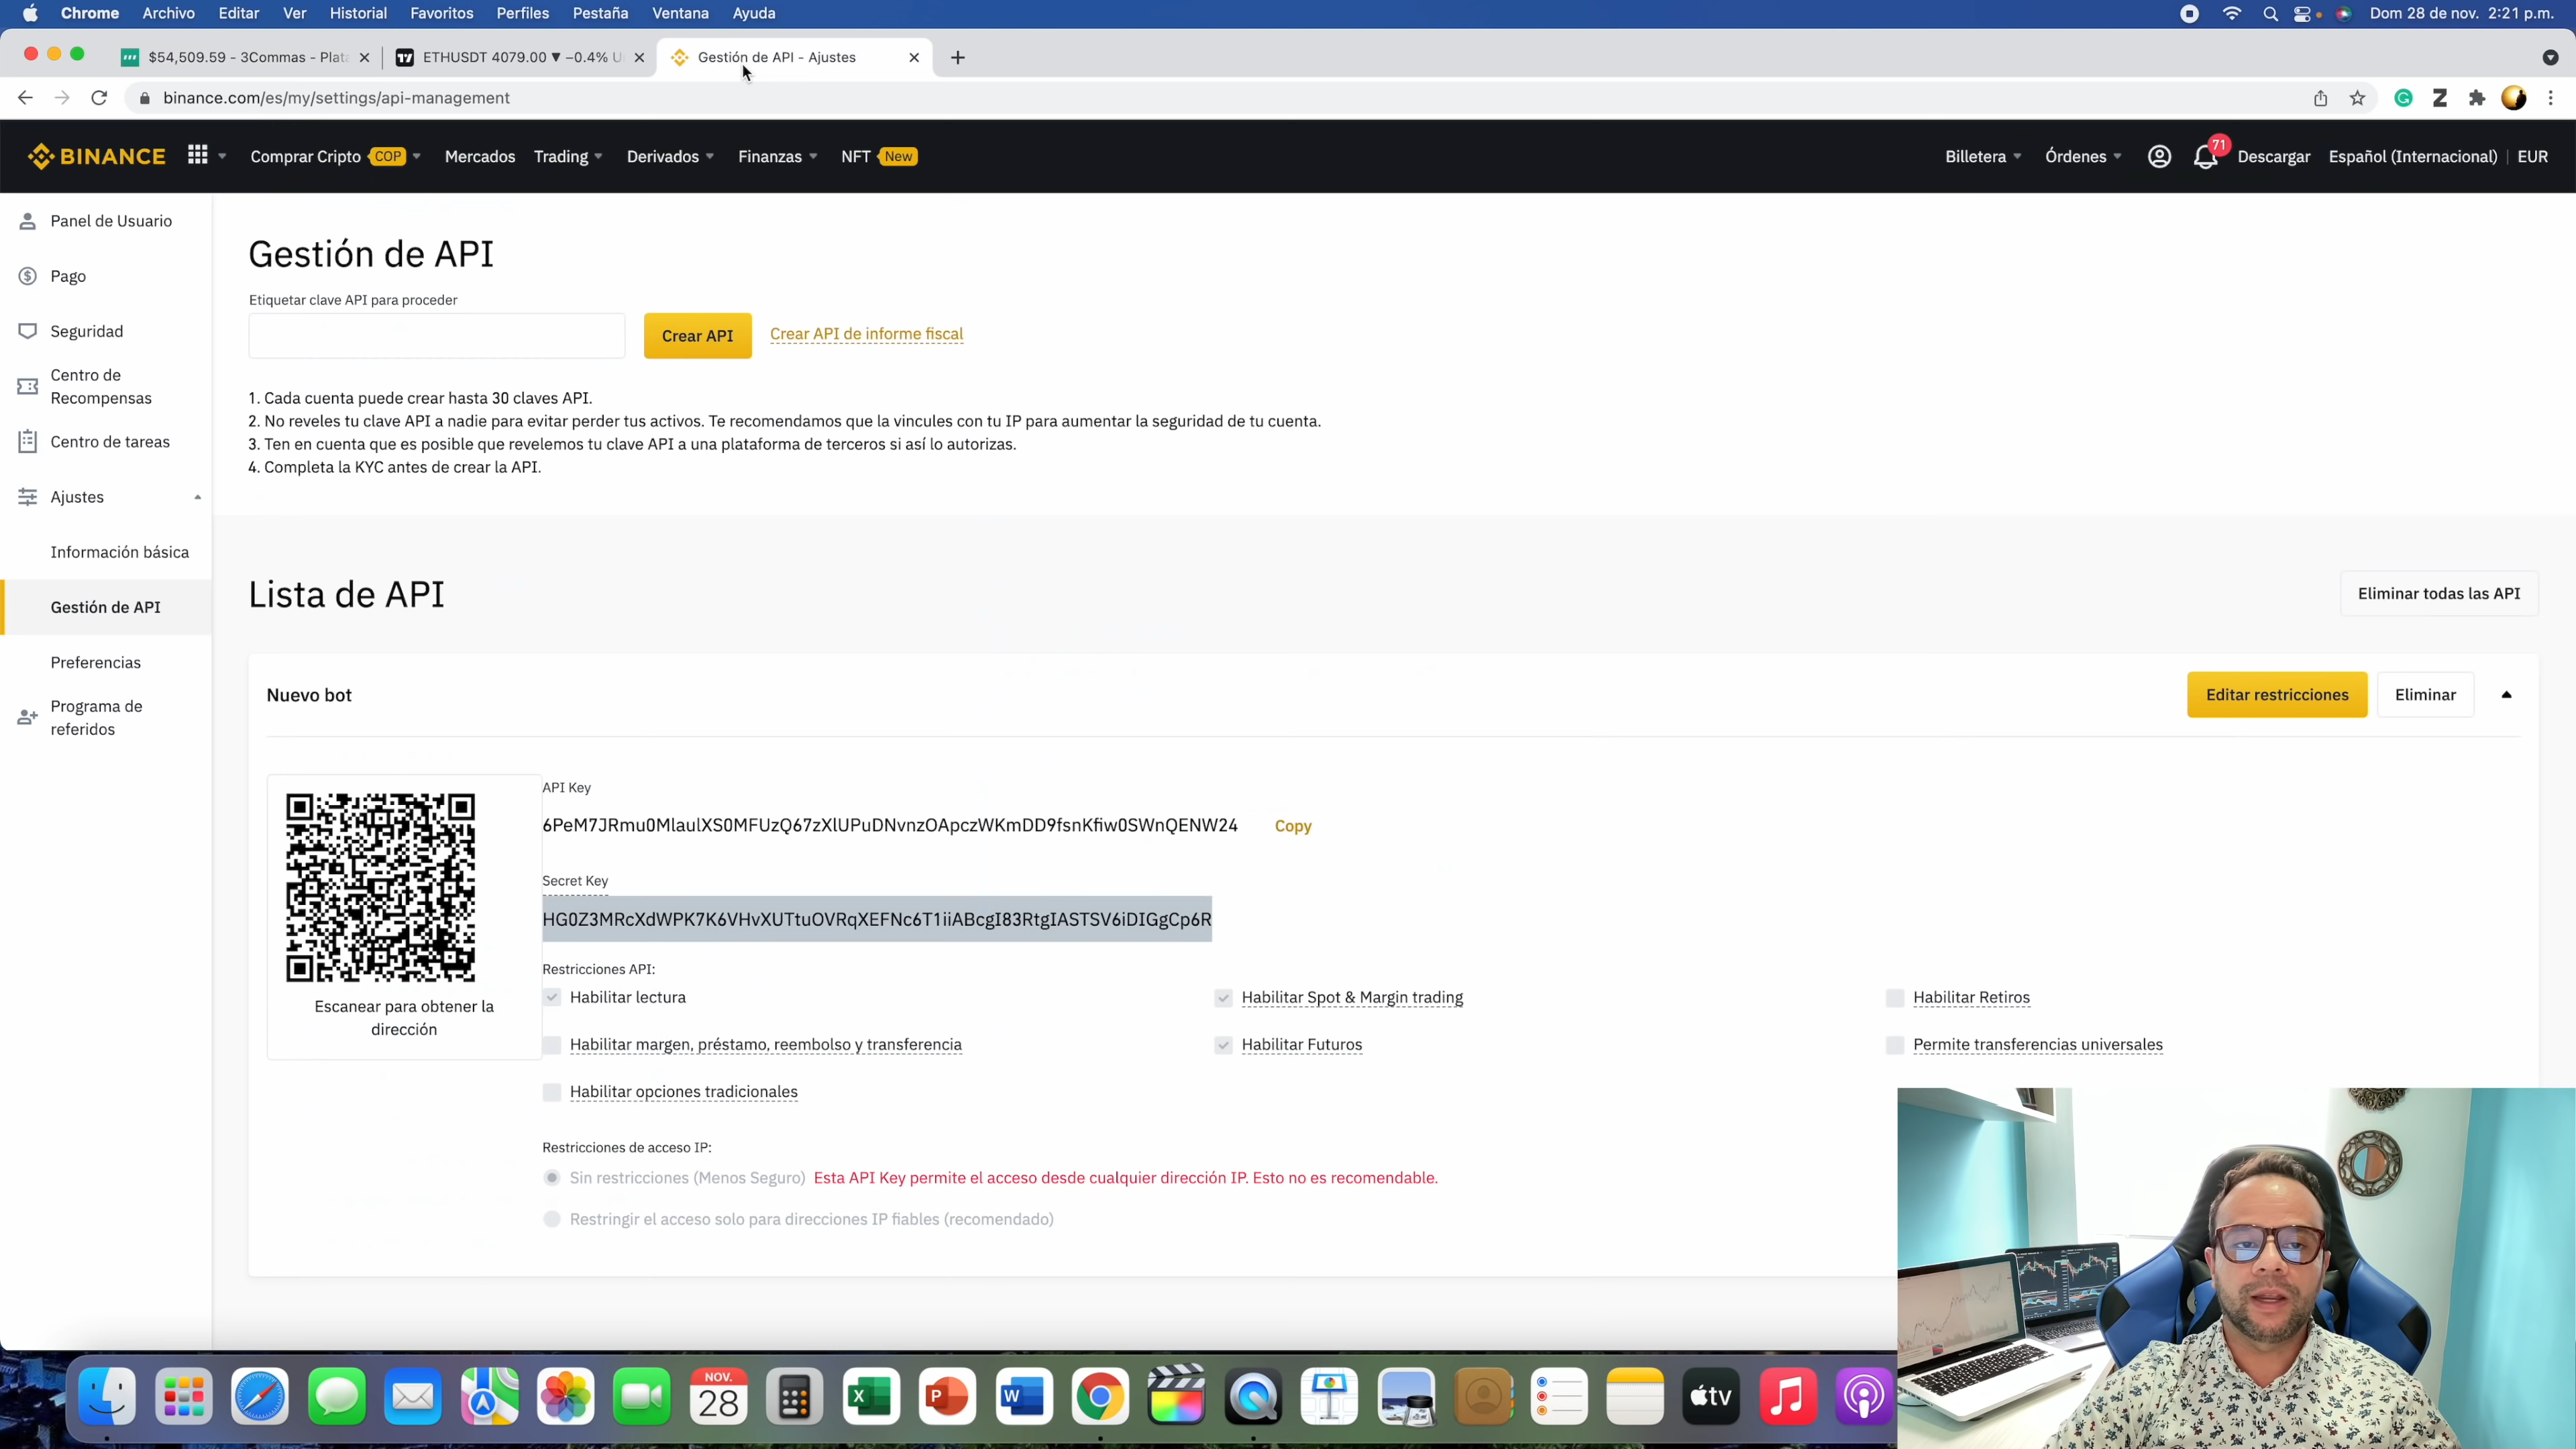 Chrome Archivo Editar Ver Historial Favoritos Perfiles Pestaña Ventana Ayuda Dom 28 de nov. 2:21 p.m.
$54,509.59 - 3Commas - Plat ETHUSDT 4079.00 ▼ −0.4% U Gestión de API - Ajustes
binance.com/es/my/settings/api-management
BINANCE Comprar Cripto COP Mercados Trading Derivados Finanzas NFT New Billetera Órdenes 71 Descargar Español (Internacional) | EUR
Panel de Usuario
Pago
Seguridad
Centro de
Recompensas
Centro de tareas
Ajustes
Información básica
Gestión de API
Preferencias
Programa de
referidos
Gestión de API
Etiquetar clave API para proceder
Crear API Crear API de informe fiscal
1. Cada cuenta puede crear hasta 30 claves API.
2. No reveles tu clave API a nadie para evitar perder tus activos. Te recomendamos que la vincules con tu IP para aumentar la seguridad de tu cuenta.
3. Ten en cuenta que es posible que revelemos tu clave API a una plataforma de terceros si así lo autorizas.
4. Completa la KYC antes de crear la API.
Lista de API Eliminar todas las API
Nuevo bot Editar restricciones Eliminar
Escanear para obtener la
dirección
API Key
Copy
Secret Key
Restricciones API:
Habilitar lectura Habilitar Spot & Margin trading Habilitar Retiros
Habilitar margen, préstamo, reembolso y transferencia Habilitar Futuros Permite transferencias universales
Habilitar opciones tradicionales
Restricciones de acceso IP:
Sin restricciones (Menos Seguro) Esta API Key permite el acceso desde cualquier dirección IP. Esto no es recomendable.
Restringir el acceso solo para direcciones IP fiables (recomendado)
NOV.
28
X P W tv